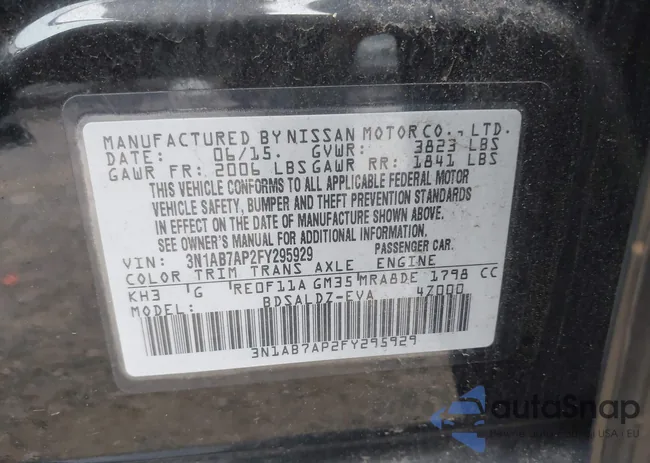 MANUFACTURED BY NISSAN MOTOR CO., LTD.
DATE: 06/15. GVWR: 3823 LBS
GAWR FR: 2006 LBS GAWR RR: 1841 LBS
THIS VEHICLE CONFORMS TO ALL APPLICABLE FEDERAL MOTOR
VEHICLE SAFETY, BUMPER AND THEFT PREVENTION STANDARDS
IN EFFECT ON THE DATE OF MANUFACTURE SHOWN ABOVE.
SEE OWNER'S MANUAL FOR ADDITIONAL INFORMATION.
VIN: 3N1AB7AP2FY295929 PASSENGER CAR.
COLOR TRIM TRANS AXLE ENGINE
KH3 G RE0F11A GM35 MRA8DE 1798 CC
MODEL: BDSALDZ-EVA 4Z000
3N1AB7AP2FY295929
autoSnap
USA | EU